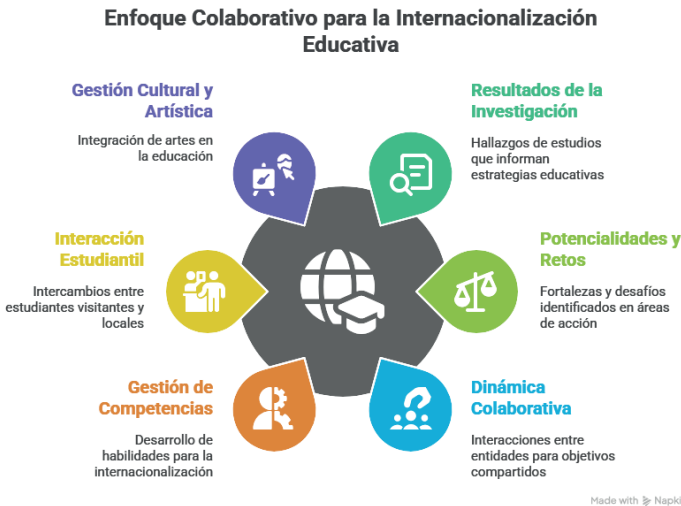 Enfoque Colaborativo para la Internacionalización
Educativa
Gestión Cultural y
Artística
Integración de artes en
la educación
Resultados de la
Investigación
Hallazgos de estudios
que informan
estrategias educativas
Interacción
Estudiantil
Intercambios entre
estudiantes visitantes y
locales
Potencialidades y
Retos
Fortalezas y desafíos
identificados en áreas
de acción
Gestión de
Competencias
Desarrollo de
habilidades para la
internacionalización
Dinámica
Colaborativa
Interacciones entre
entidades para objetivos
compartidos
Made with Napki